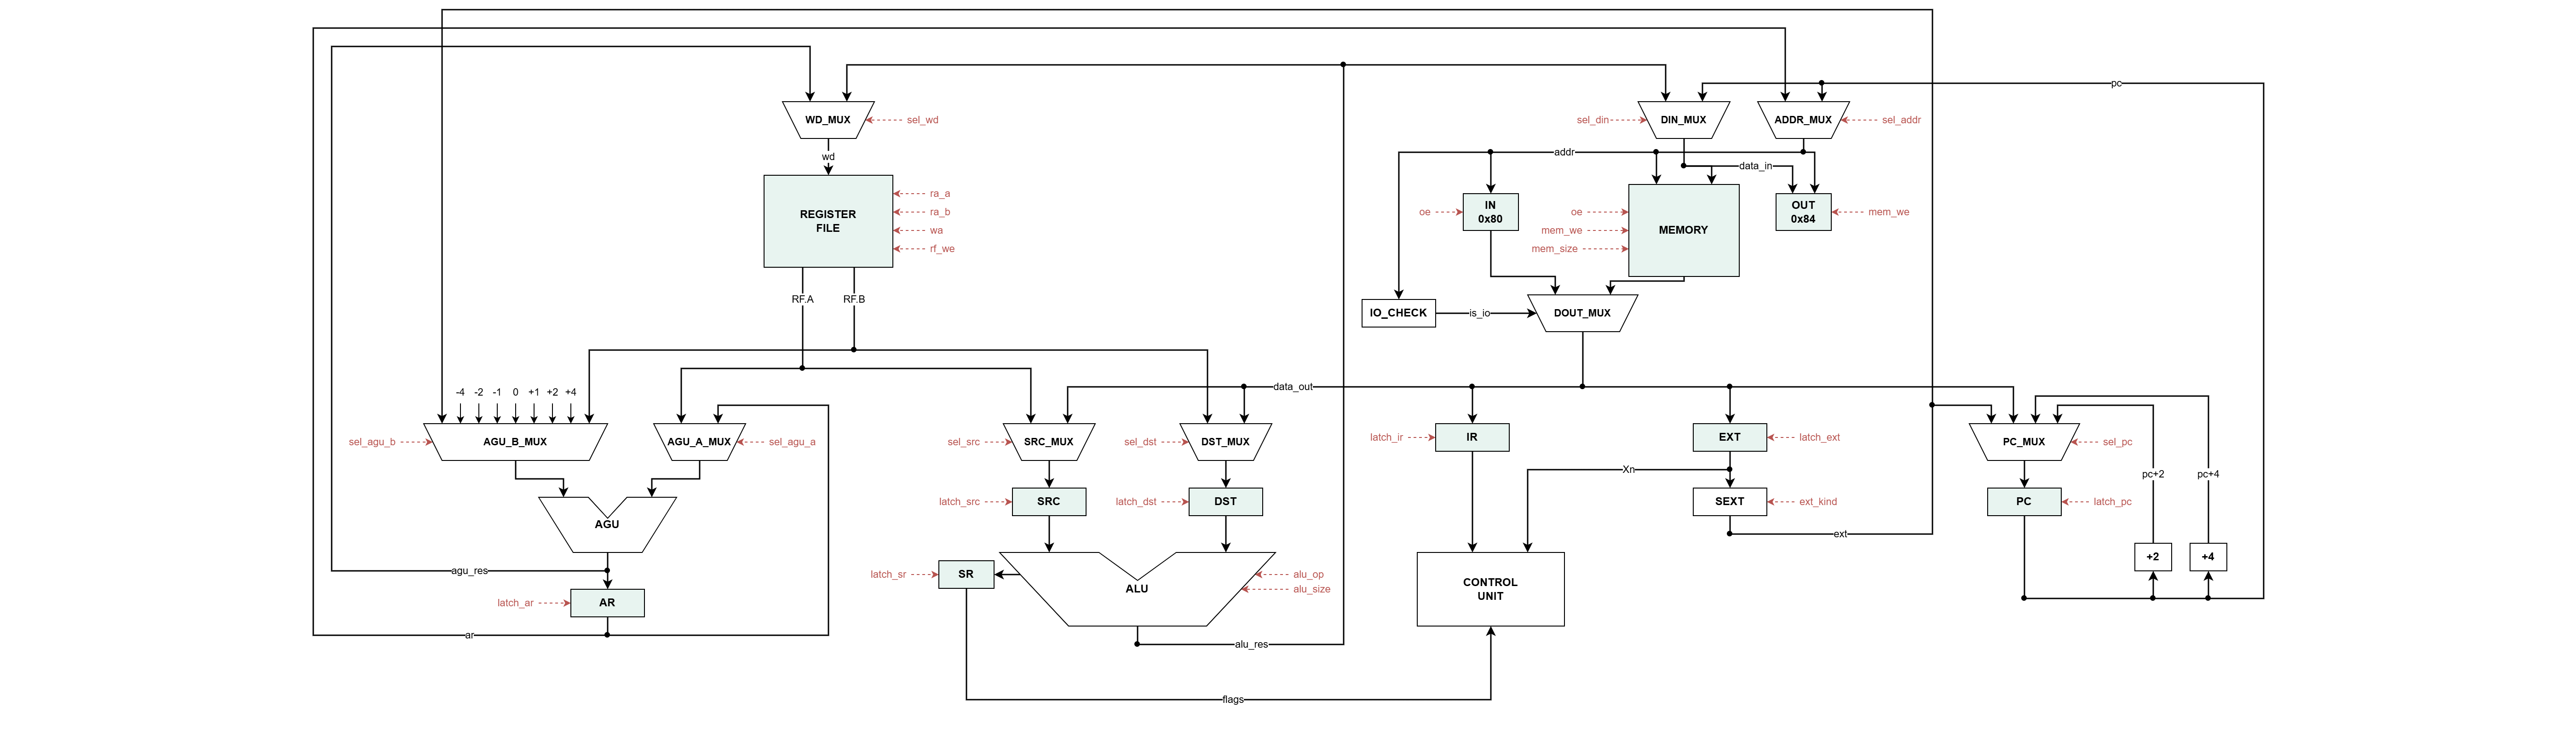 pc
WD_MUX
sel_wd
sel_din
DIN_MUX
ADDR_MUX
sel_addr
wd
addr
data_in
REGISTER
FILE
ra_a
ra_b
wa
rf_we
oe
IN
0x80
oe
mem_we
mem_size
MEMORY
OUT
0x84
mem_we
RF.A
RF.B
IO_CHECK
is_io
DOUT_MUX
data_out
-4
-2
-1
0
+1
+2
+4
sel_agu_b
AGU_B_MUX
AGU_A_MUX
sel_agu_a
sel_src
SRC_MUX
sel_dst
DST_MUX
latch_ir
IR
EXT
latch_ext
PC_MUX
sel_pc
Xn
pc+2
pc+4
latch_src
SRC
latch_dst
DST
SEXT
ext_kind
PC
latch_pc
AGU
ext
+2
+4
agu_res
latch_sr
SR
ALU
alu_op
alu_size
CONTROL
UNIT
latch_ar
AR
ar
alu_res
flags